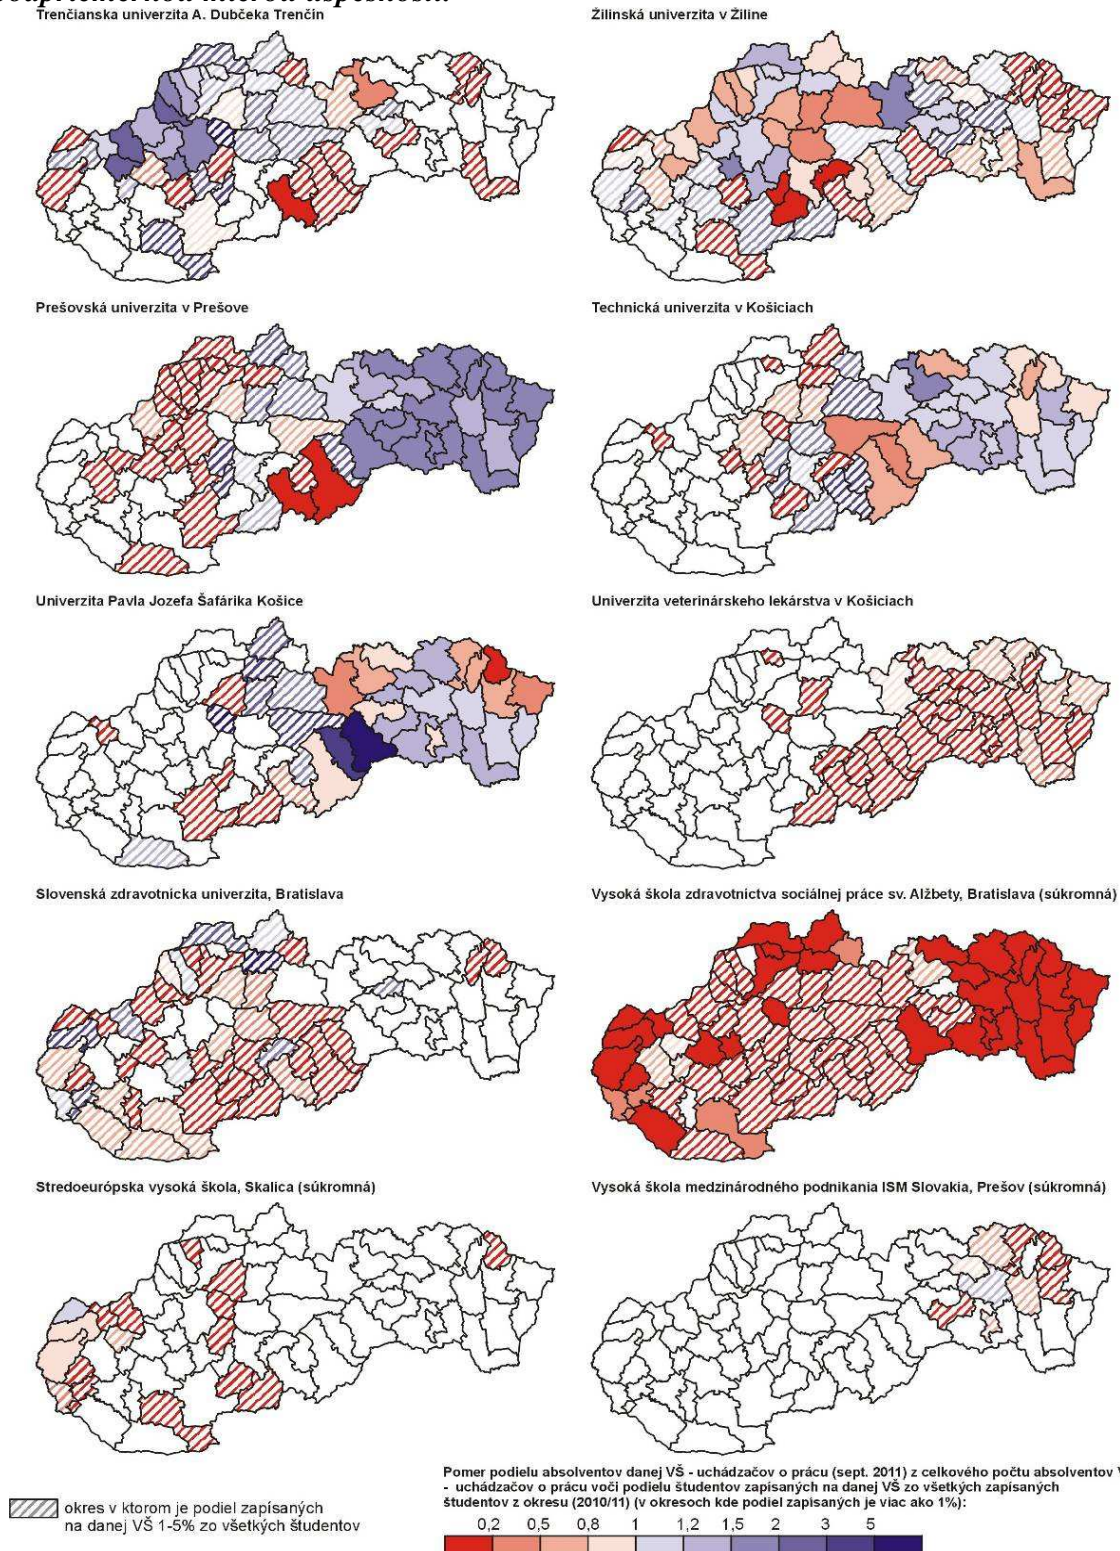 podpriemernou mierou úspešnosti.
Trenčianska univerzita A. Dubčeka Trenčín
Žilinská univerzita v Žiline
Prešovská univerzita v Prešove
Technická univerzita v Košiciach
Univerzita Pavla Jozefa Šafárika Košice
Univerzita veterinárskeho lekárstva v Košiciach
Slovenská zdravotnícka univerzita, Bratislava
Vysoká škola zdravotníctva sociálnej práce sv. Alžbety, Bratislava (súkromná)
Stredoeurópska vysoká škola, Skalica (súkromná)
Vysoká škola medzinárodného podnikania ISM Slovakia, Prešov (súkromná)
okres v ktorom je podiel zapísaných
na danej VŠ 1-5% zo všetkých študentov
Pomer podielu absolventov danej VŠ - uchádzačov o prácu (sept. 2011) z celkového počtu absolventov
- uchádzačov o prácu voči podielu študentov zapísaných na danej VŠ zo všetkých zapísaných
študentov z okresu (2010/11) (v okresoch kde podiel zapisaných je viac ako 1%):
0,2 0,5 0,8 1 1,2 1,5 2 3 5